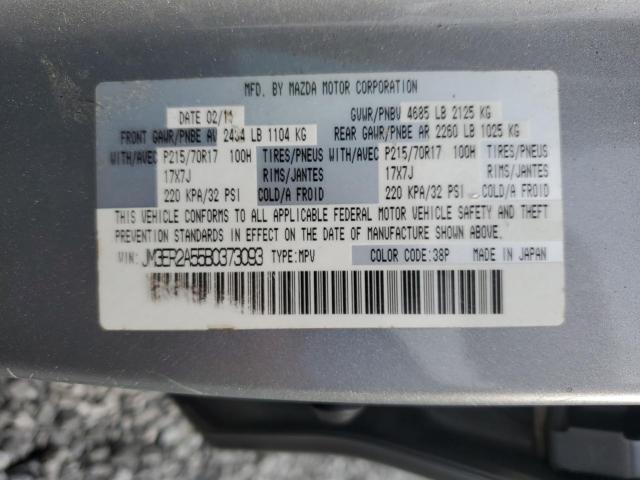 MFD. BY MAZDA MOTOR CORPORATION
DATE 02/11 GVWR/PNBV 4685 LB 2125 KG
FRONT GAWR/PNBE AV 2434 LB 1104 KG REAR GAWR/PNBE AR 2260 LB 1025 KG
WITH/AVEC P215/70R17 100H TIRES/PNEUS WITH/AVEC P215/70R17 100H TIRES/PNEUS
17X7J RIMS/JANTES 17X7J RIMS/JANTES
220 KPA/32 PSI COLD/A FROID 220 KPA/32 PSI COLD/A FROID
THIS VEHICLE CONFORMS TO ALL APPLICABLE FEDERAL MOTOR VEHICLE SAFETY AND THEFT
PREVENTION STANDARDS IN EFFECT ON THE DATE OF MANUFACTURE SHOWN ABOVE.
VIN: JM3ER2A55B0373093 TYPE:MPV COLOR CODE:38P MADE IN JAPAN